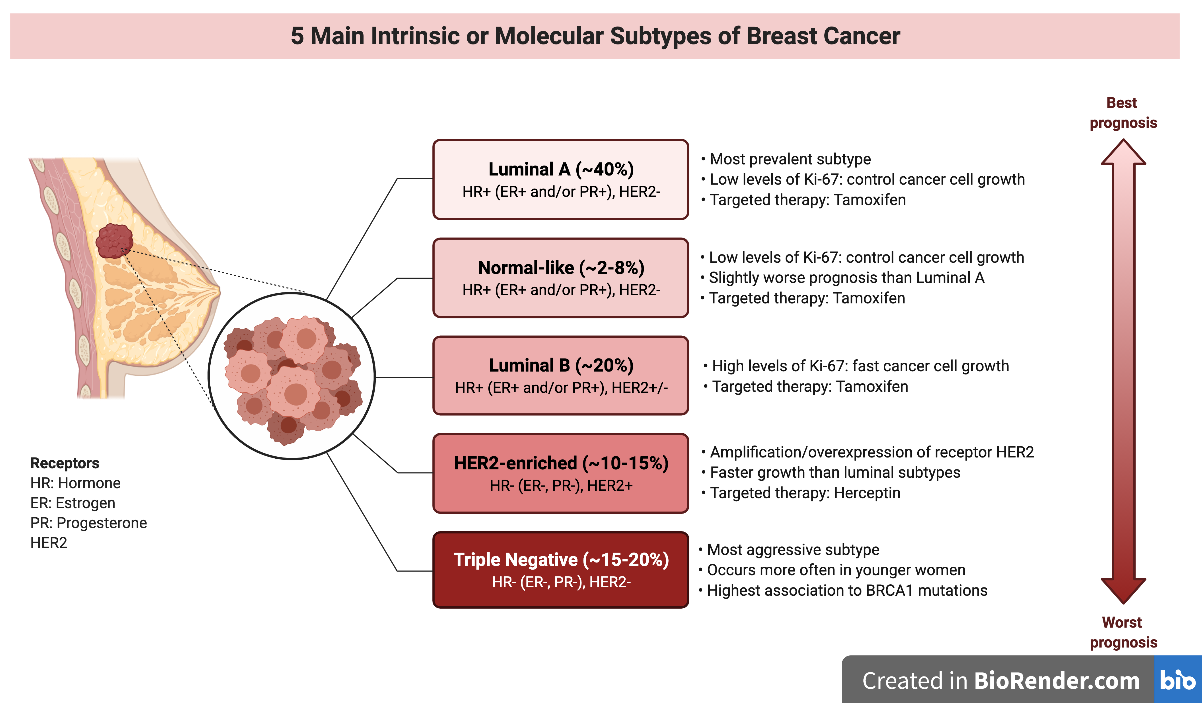 5 Main Intrinsic or Molecular Subtypes of Breast Cancer
Best
prognosis
Luminal A (~40%)
HR+ (ER+ and/or PR+), HER2-
• Most prevalent subtype
• Low levels of Ki-67: control cancer cell growth
• Targeted therapy: Tamoxifen
Normal-like (~2-8%)
HR+ (ER+ and/or PR+), HER2-
• Low levels of Ki-67: control cancer cell growth
• Slightly worse prognosis than Luminal A
• Targeted therapy: Tamoxifen
Luminal B (~20%)
HR+ (ER+ and/or PR+), HER2+/-
• High levels of Ki-67: fast cancer cell growth
• Targeted therapy: Tamoxifen
HER2-enriched (~10-15%)
HR- (ER-, PR-), HER2+
• Amplification/overexpression of receptor HER2
• Faster growth than luminal subtypes
• Targeted therapy: Herceptin
Triple Negative (~15-20%)
HR- (ER-, PR-), HER2-
• Most aggressive subtype
• Occurs more often in younger women
• Highest association to BRCA1 mutations
Receptors
HR: Hormone
ER: Estrogen
PR: Progesterone
HER2
Worst
prognosis
Created in BioRender.com bio